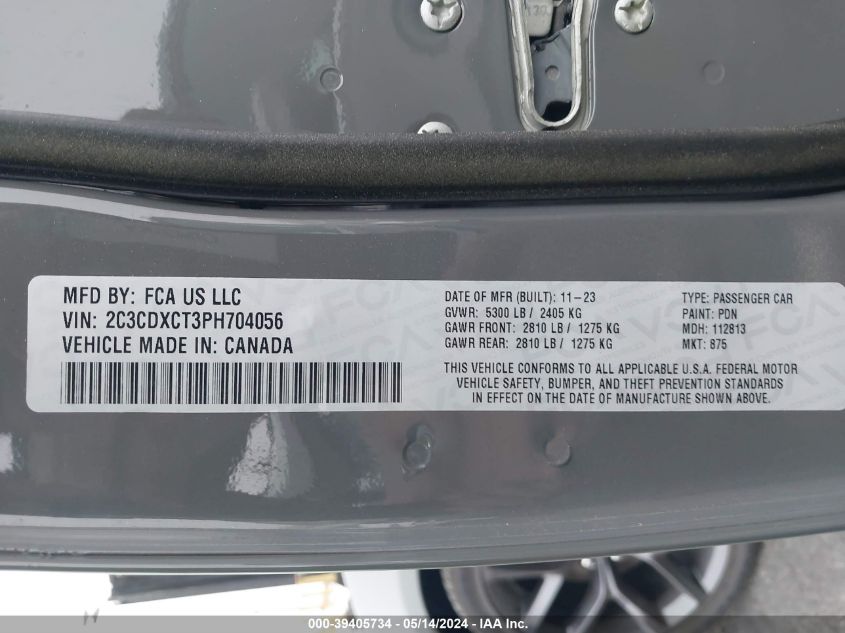 MFD BY: FCA US LLC
VIN: 2C3CDXCT3PH704056
VEHICLE MADE IN: CANADA
DATE OF MFR (BUILT): 11-23
GVWR: 5300 LB / 2405 KG
GAWR FRONT: 2810 LB / 1275 KG
GAWR REAR: 2810 LB / 1275 KG
TYPE: PASSENGER CAR
PAINT: PDN
MDH: 112813
MKT: 875
THIS VEHICLE CONFORMS TO ALL APPLICABLE U.S.A. FEDERAL MOTOR
VEHICLE SAFETY, BUMPER, AND THEFT PREVENTION STANDARDS
IN EFFECT ON THE DATE OF MANUFACTURE SHOWN ABOVE.
000-39405734 - 05/14/2024 - IAA Inc.